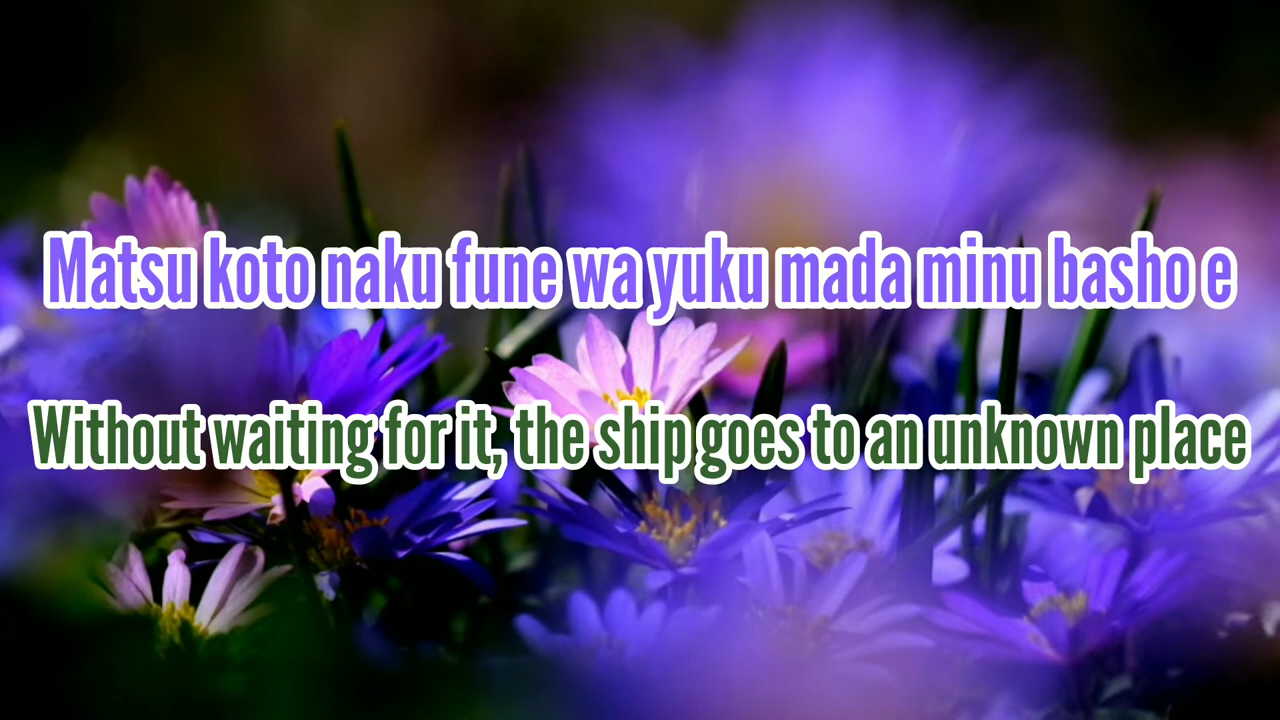 Matsu koto naku fune wa yuku mada minu basho e
Without waiting for it, the ship goes to an unknown place